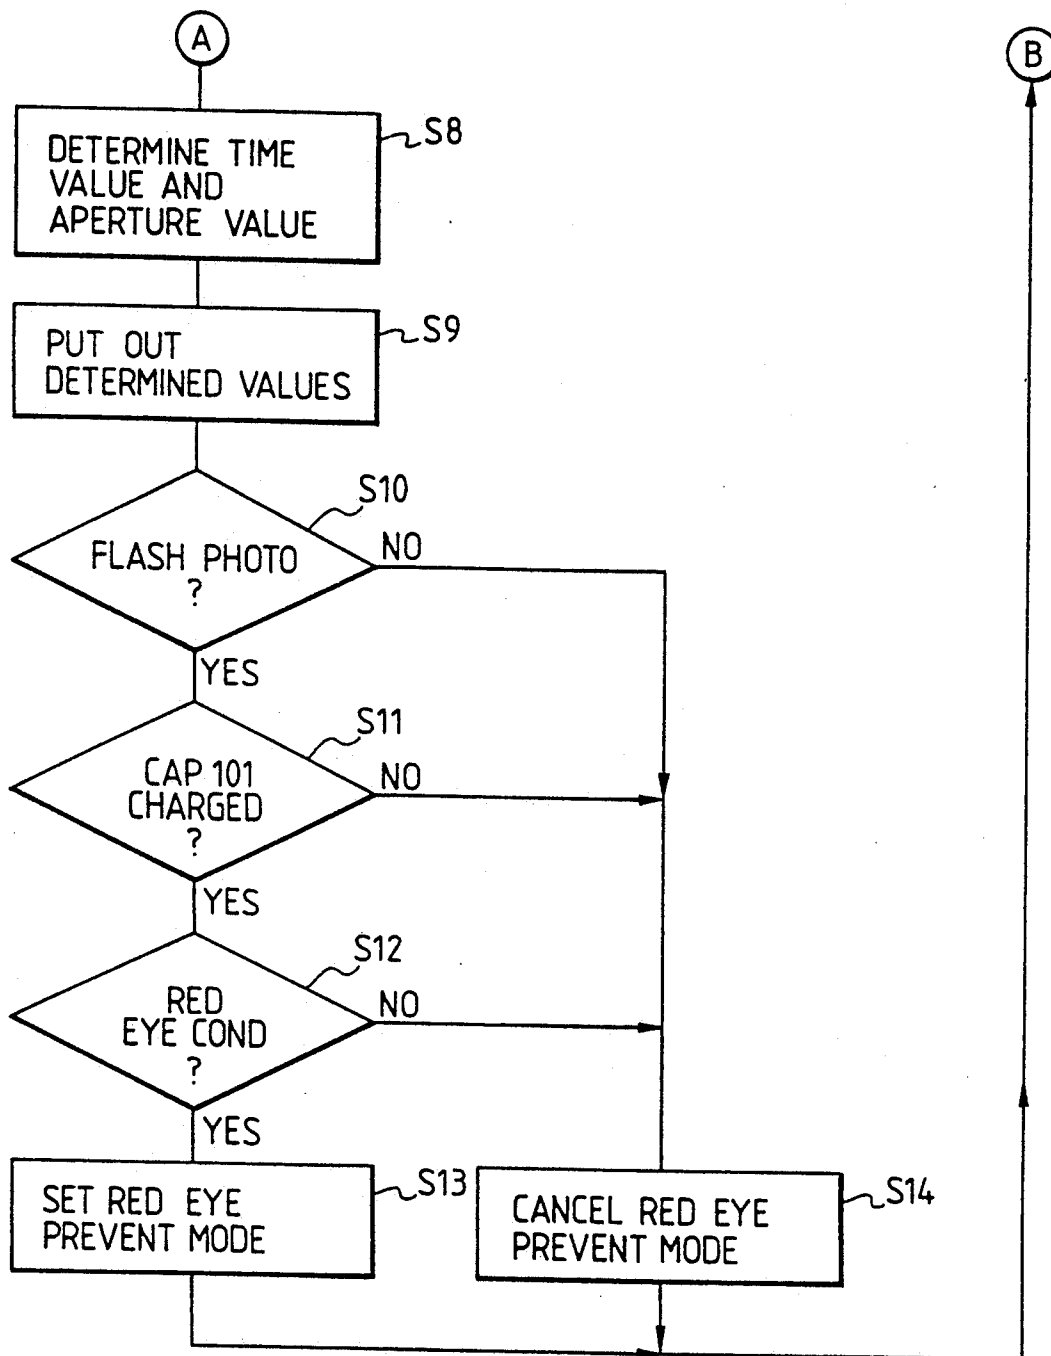 A
B
DETERMINE TIME
VALUE AND
APERTURE VALUE
S8
PUT OUT
DETERMINED VALUES
S9
S10
FLASH PHOTO
?
NO
YES
S11
CAP 101
CHARGED
?
NO
YES
S12
RED
EYE COND
?
NO
YES
SET RED EYE
PREVENT MODE
S13
CANCEL RED EYE
PREVENT MODE
S14